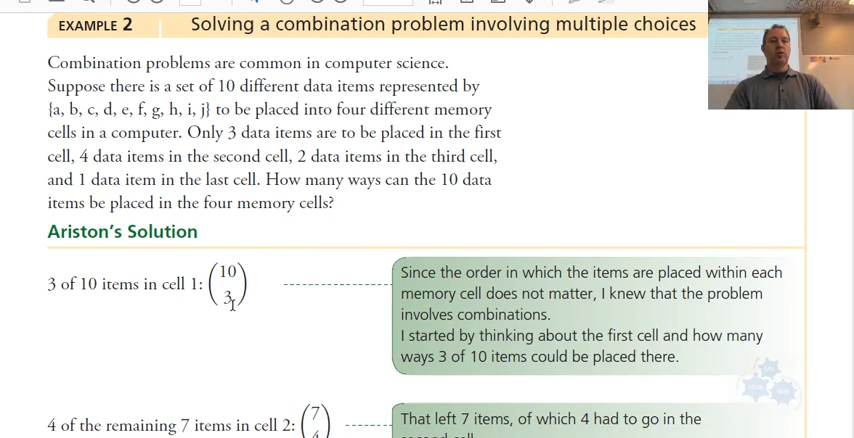 EXAMPLE 2 Solving a combination problem involving multiple choices
Combination problems are common in computer science.
Suppose there is a set of 10 different data items represented by
{a, b, c, d, e, f, g, h, i, j} to be placed into four different memory
cells in a computer. Only 3 data items are to be placed in the first
cell, 4 data items in the second cell, 2 data items in the third cell,
and 1 data item in the last cell. How many ways can the 10 data
items be placed in the four memory cells?
Ariston's Solution
3 of 10 items in cell 1: (10
3)
Since the order in which the items are placed within each
memory cell does not matter, I knew that the problem
involves combinations.
I started by thinking about the first cell and how many
ways 3 of 10 items could be placed there.
4 of the remaining 7 items in cell 2: (7
4)
That left 7 items, of which 4 had to go in the
second cell.